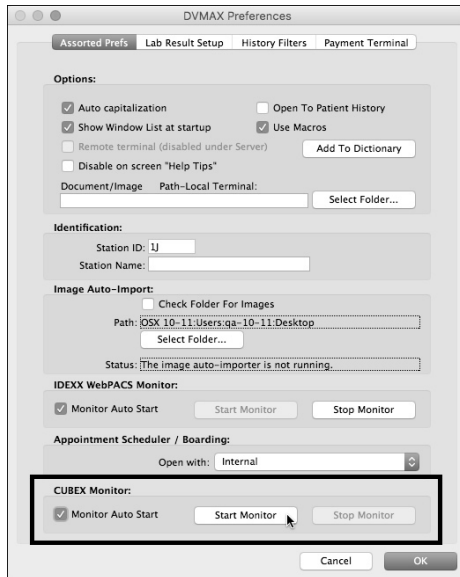 DVMAX Preferences
Assorted Prefs Lab Result Setup History Filters Payment Terminal
Options:
Auto capitalization Open To Patient History
Show Window List at startup Use Macros
Remote terminal (disabled under Server) Add To Dictionary
Disable on screen "Help Tips"
Document/Image Path-Local Terminal:
Select Folder...
Identification:
Station ID: 1J
Station Name:
Image Auto-Import:
Check Folder For Images
Path: OSX 10-11:Users:qa-10-11:Desktop
Select Folder...
Status: The image auto-importer is not running.
IDEXX WebPACS Monitor:
Monitor Auto Start Start Monitor Stop Monitor
Appointment Scheduler / Boarding:
Open with: Internal
CUBEX Monitor:
Monitor Auto Start Start Monitor Stop Monitor
Cancel OK